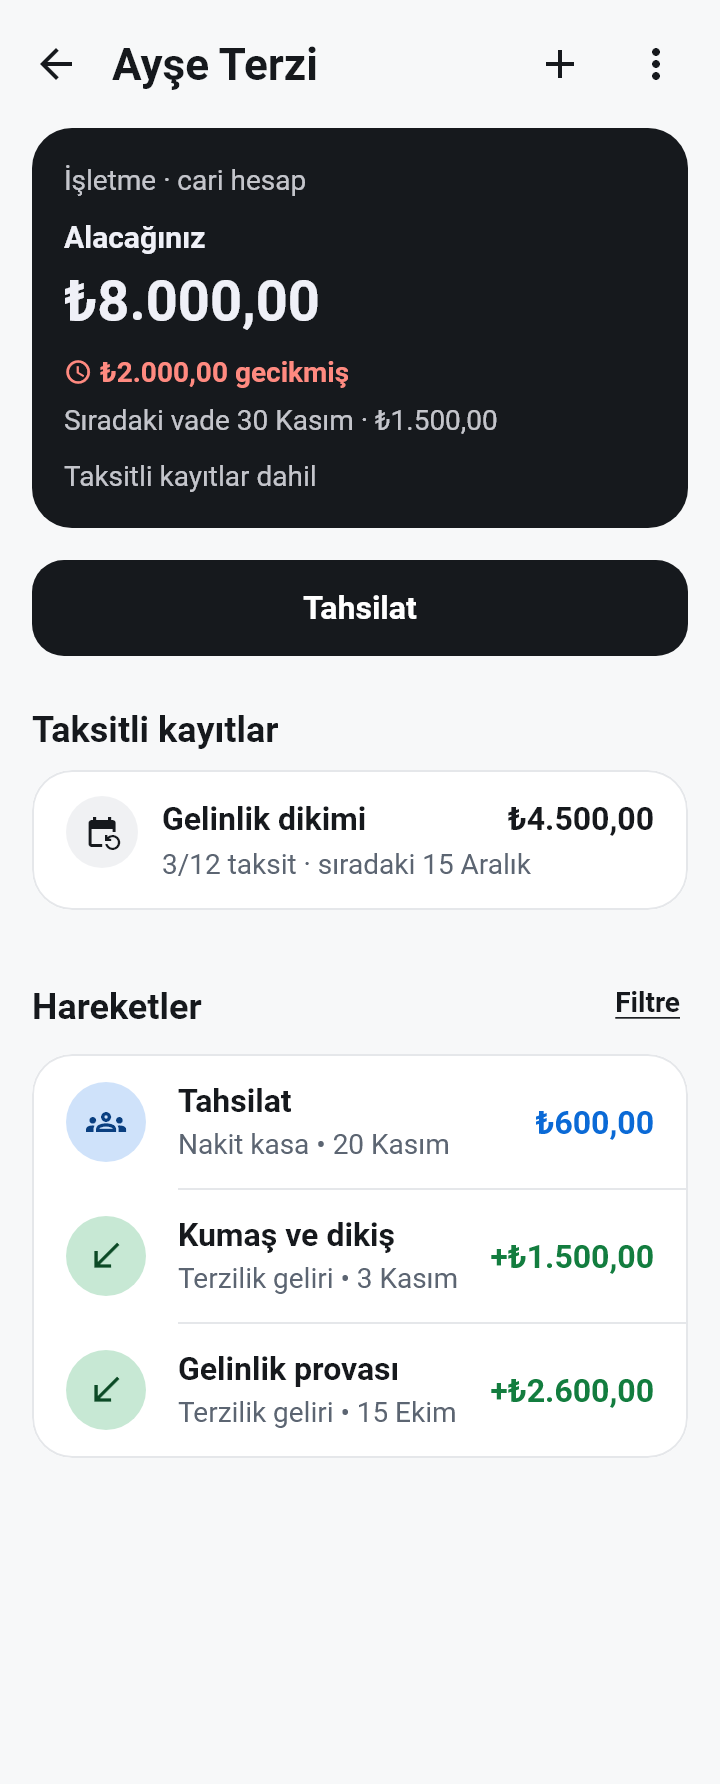 Ayşe Terzi
İşletme · cari hesap
Alacağınız
₺8.000,00
₺2.000,00 gecikmiş
Sıradaki vade 30 Kasım · ₺1.500,00
Taksitli kayıtlar dahil
Tahsilat
Taksitli kayıtlar
Gelinlik dikimi ₺4.500,00
3/12 taksit · sıradaki 15 Aralık
Hareketler Filtre
Tahsilat
Nakit kasa • 20 Kasım ₺600,00
Kumaş ve dikiş
Terzilik geliri • 3 Kasım +₺1.500,00
Gelinlik provası
Terzilik geliri • 15 Ekim +₺2.600,00